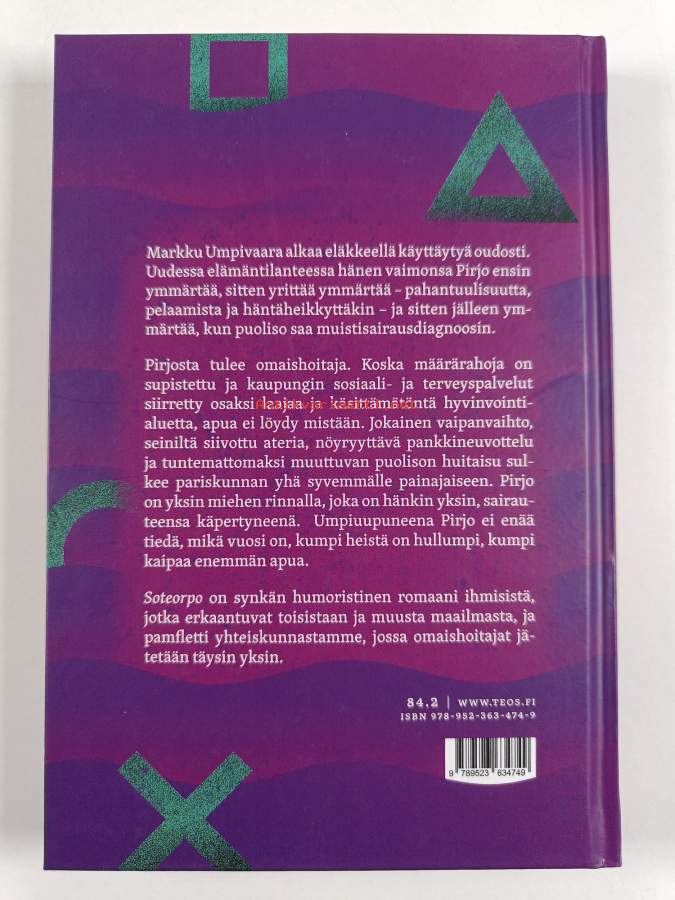 Markku Umpivaara alkaa eläkkeellä käyttäytyä oudosti.
Uudessa elämäntilanteessa hänen vaimonsa Pirjo ensin
ymmärtää, sitten yrittää ymmärtää – pahantuulisuutta,
pelaamista ja häntäheikkyttäkin – ja sitten jälleen ym-
märtää, kun puoliso saa muistisairausdiagnoosin.
Pirjosta tulee omaishoitaja. Koska määrärahoja on
supistettu ja kaupungin sosiaali- ja terveyspalvelut
siirretty osaksi laajaa ja käsittämätöntä hyvinvointi-
aluetta, apua ei löydy mistään. Jokainen vaipanvaihto,
seiniltä siivottu ateria, nöyryyttävä pankkineuvottelu
ja tuntemattomaksi muuttuvan puolison huitaisu sul-
kee pariskunnan yhä syvemmälle painajaiseen. Pirjo
on yksin miehen rinnalla, joka on hänkin yksin, sairau-
teensa käpertyneenä. Umpiuupuneena Pirjo ei enää
tiedä, mikä vuosi on, kumpi heistä on hullumpi, kumpi
kaipaa enemmän apua.
Soteorpo on synkän humoristinen romaani ihmisistä,
jotka erkaantuvat toisistaan ja muusta maailmasta, ja
pamfletti yhteiskunnastamme, jossa omaishoitajat jä-
tetään täysin yksin.
84.2 | WWW.TEOS.FI
ISBN 978-952-363-474-9
9 789523 634749